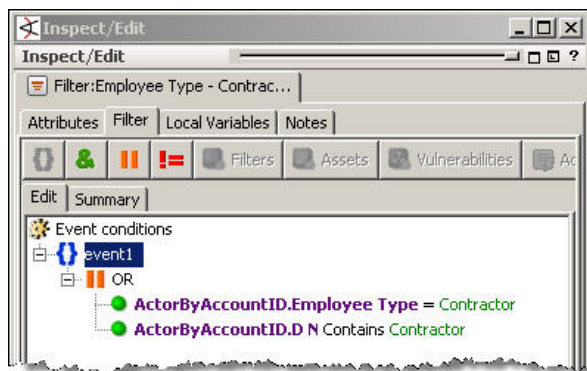 Inspect/Edit
Inspect/Edit ?
Filter:Employee Type - Contrac...
Attributes Filter Local Variables Notes
{} & != Filters Assets Vulnerabilities Ac
Edit Summary
Event conditions
{} event1
OR
ActorByAccountID.Employee Type = Contractor
ActorByAccountID.D N Contains Contractor